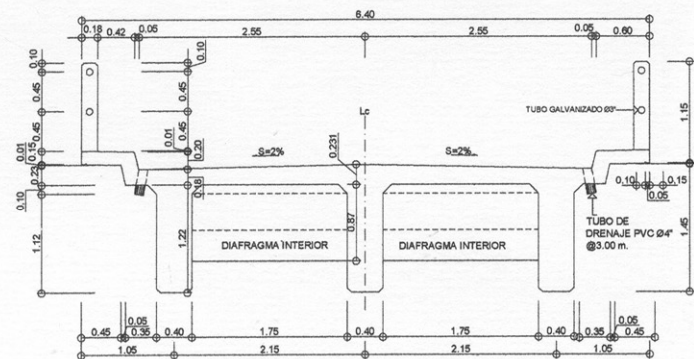 6.40
0.18 0.42 0.05 2.55 2.55 0.05 0.60
0.10
0.10
0.45
0.45
0.45
0.45
0.01
0.01
0.15
0.20
0.23
0.18
0.10
1.12
1.22
Lc
0.231
S=2%
S=2%
0.87
TUBO GALVANIZADO Ø3"
1.15
0.10 0.15
0.05
1.45
DIAFRAGMA INTERIOR
DIAFRAGMA INTERIOR
TUBO DE
DRENAJE PVC Ø4"
@3.00 m.
0.05
0.05
0.45 0.35 0.40 1.75 0.40 1.75 0.40 0.35 0.45
1.05 2.15 2.15 1.05